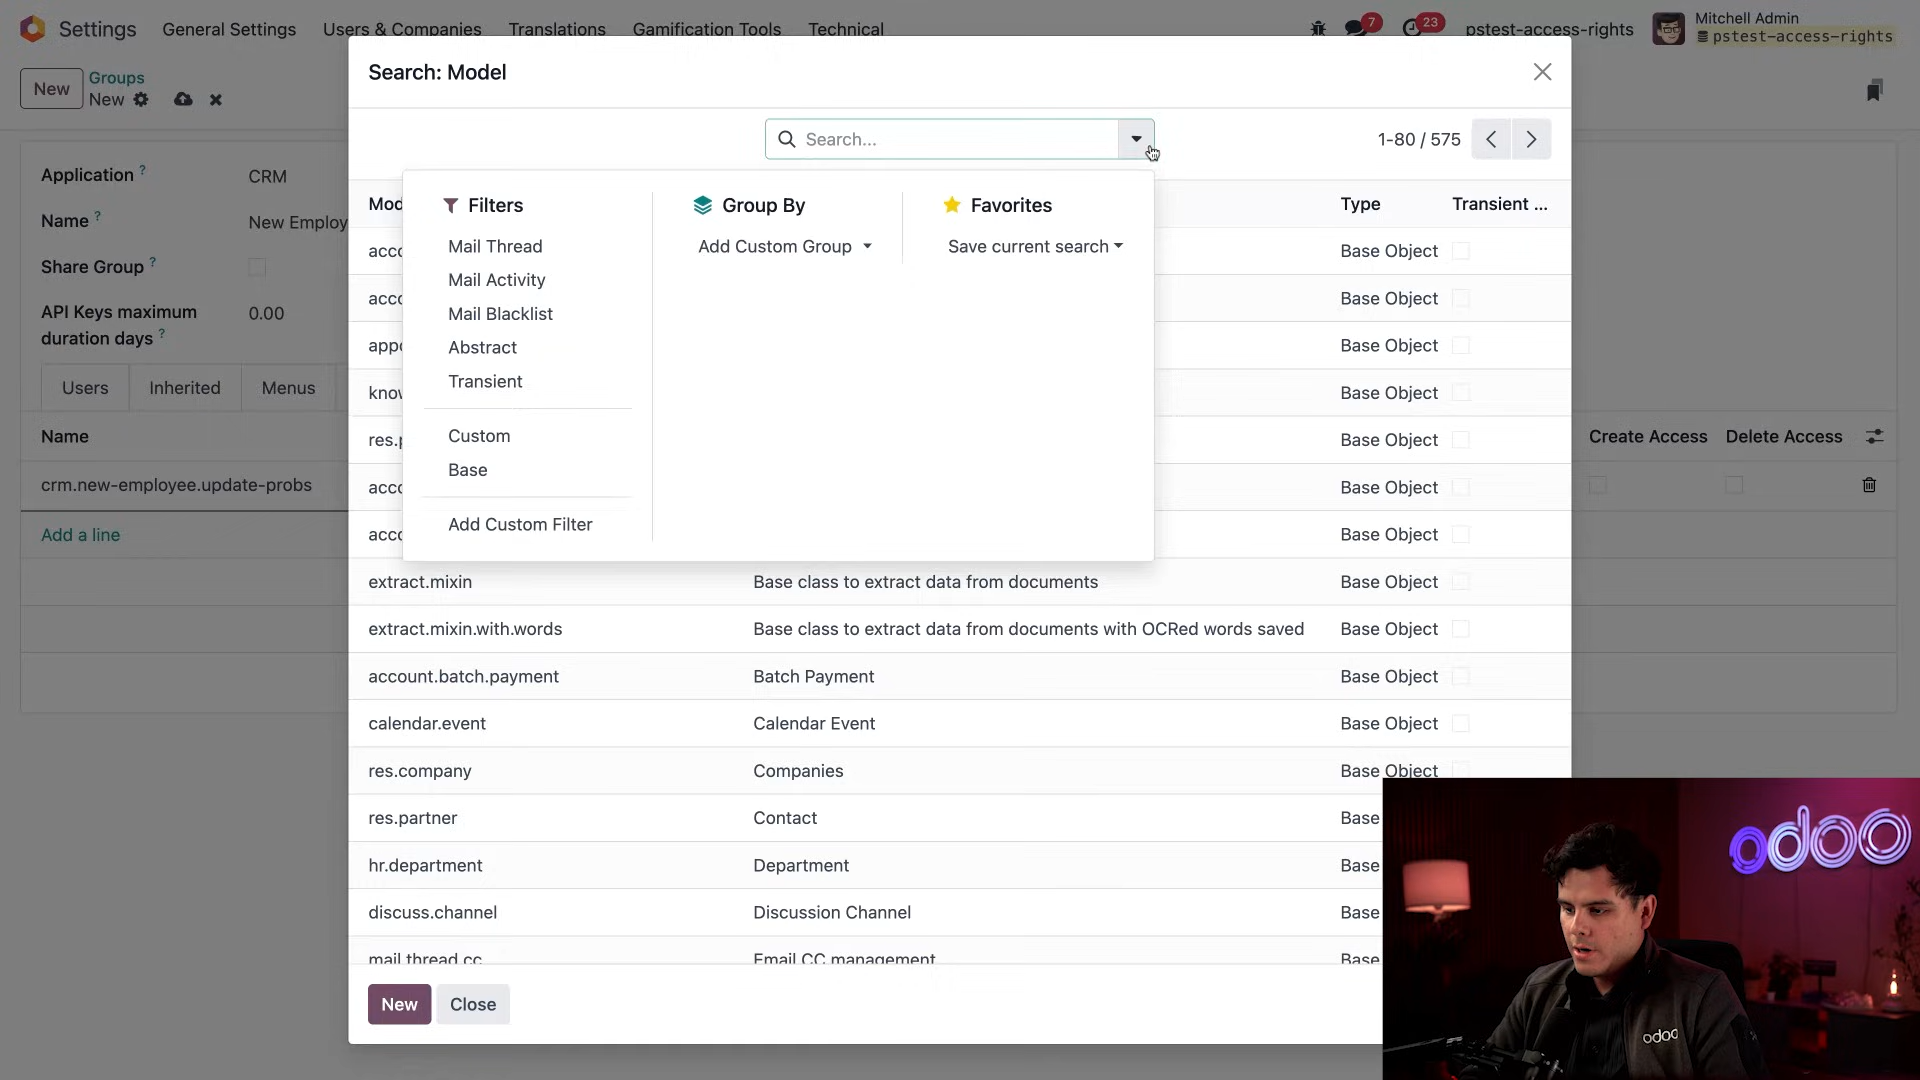 Settings General Settings Users & Companies Translations Gamification Tools Technical 7 23 pstest-access-rights Mitchell Admin
pstest-access-rights
New Groups
New
Search: Model
Search...
1-80 / 575
Application ? CRM
Name ? New Employ
Share Group ?
API Keys maximum
duration days ? 0.00
Users Inherited Menus
Name
Create Access Delete Access
crm.new-employee.update-probs
Add a line
Filters
Mail Thread
Mail Activity
Mail Blacklist
Abstract
Transient
Custom
Base
Add Custom Filter
Group By
Add Custom Group
Favorites
Save current search
Mod Type Transient ...
acco Base Object
acco Base Object
appo Base Object
know Base Object
res.p Base Object
acco Base Object
acco Base Object
extract.mixin Base class to extract data from documents Base Object
extract.mixin.with.words Base class to extract data from documents with OCRed words saved Base Object
account.batch.payment Batch Payment Base Object
calendar.event Calendar Event Base Object
res.company Companies Base Object
res.partner Contact Base
hr.department Department Base
discuss.channel Discussion Channel Base
mail.thread.cc Email CC management Base
New Close
odoo
odoo